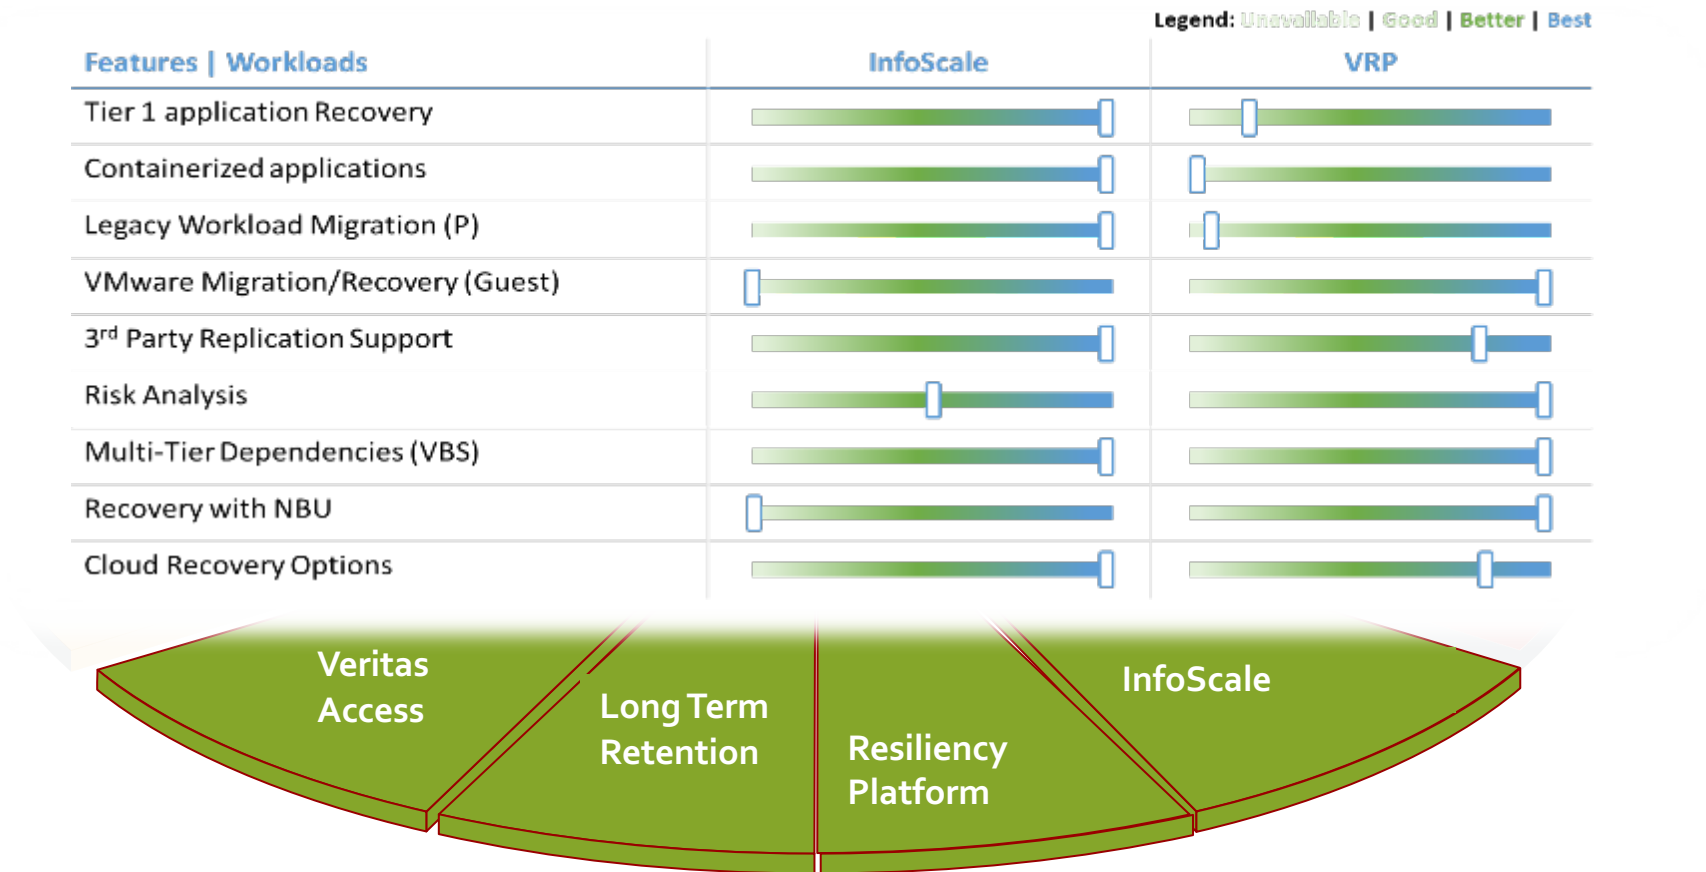 Legend: Unavailable | Good | Better | Best
Features | Workloads InfoScale VRP
Tier 1 application Recovery
Containerized applications
Legacy Workload Migration (P)
VMware Migration/Recovery (Guest)
3rd Party Replication Support
Risk Analysis
Multi-Tier Dependencies (VBS)
Recovery with NBU
Cloud Recovery Options
Veritas
Access
Long Term
Retention
Resiliency
Platform
InfoScale